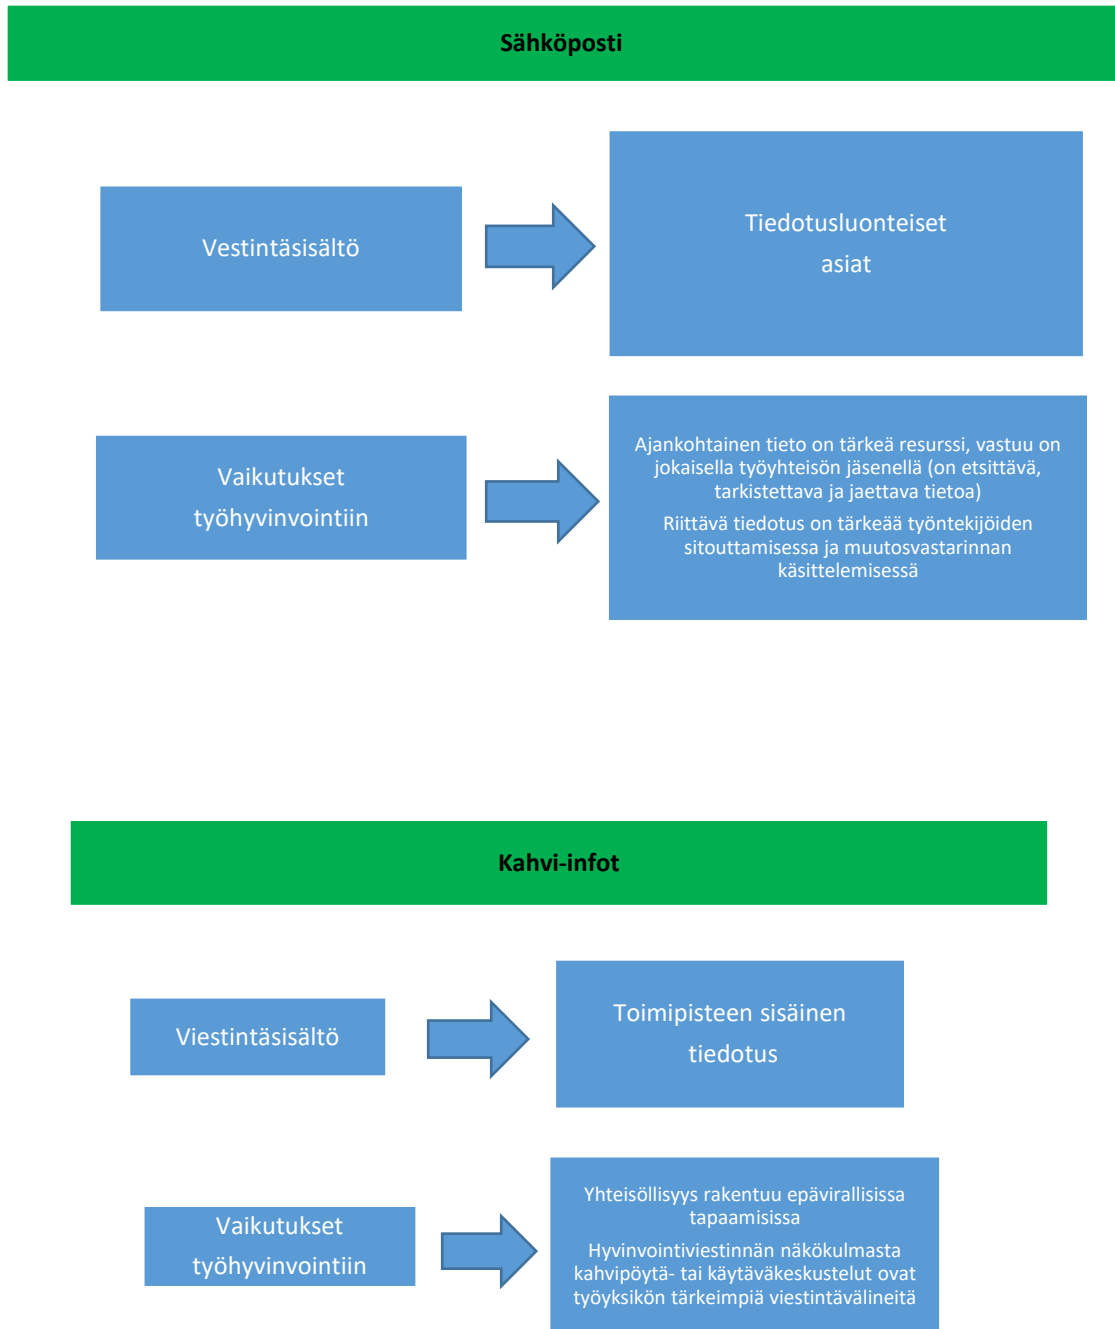 Sähköposti
Vestintäsisältö
Tiedotusluonteiset
asiat
Vaikutukset
työhyvinvointiin
Ajankohtainen tieto on tärkeä resurssi, vastuu on
jokaisella työyhteisön jäsenellä (on etsittävä,
tarkistettava ja jaettava tietoa)
Riittävä tiedotus on tärkeää työntekijöiden
sitouttamisessa ja muutosvastarinnan
käsittelemisessä
Kahvi-infot
Viestintäsisältö
Toimipisteen sisäinen
tiedotus
Vaikutukset
työhyvinvointiin
Yhteisöllisyys rakentuu epävirallisissa
tapaamisissa
Hyvinvointiviestinnän näkökulmasta
kahvipöytä- tai käytäväkeskustelut ovat
työyksikön tärkeimpiä viestintävälineitä